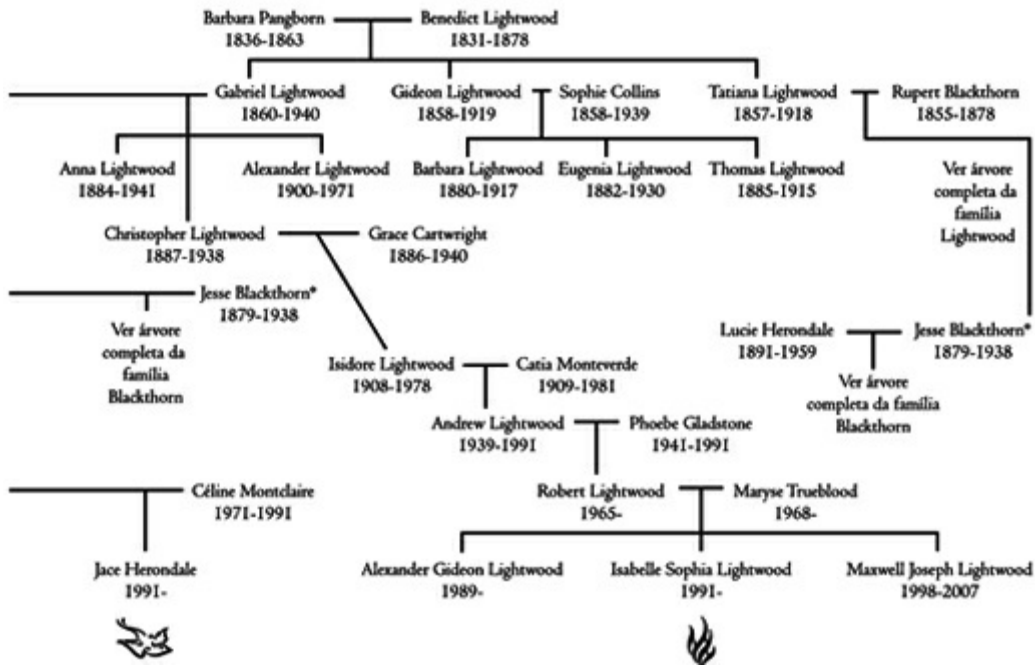 Barbara Pangborn
1836-1863
Benedict Lightwood
1831-1878
Gabriel Lightwood
1860-1940
Gideon Lightwood
1858-1919
Sophie Collins
1858-1939
Tatiana Lightwood
1857-1918
Rupert Blackthorn
1855-1878
Anna Lightwood
1884-1941
Alexander Lightwood
1900-1971
Barbara Lightwood
1880-1917
Eugenia Lightwood
1882-1930
Thomas Lightwood
1885-1915
Ver árvore
completa da
família
Lightwood
Christopher Lightwood
1887-1938
Grace Cartwright
1886-1940
Jesse Blackthorn*
1879-1938
Ver árvore
completa da
família
Blackthorn
Lucie Herondale
1891-1959
Jesse Blackthorn*
1879-1938
Ver árvore
completa da família
Blackthorn
Isidore Lightwood
1908-1978
Catia Monteverde
1909-1981
Andrew Lightwood
1939-1991
Phoebe Gladstone
1941-1991
Céline Montclaire
1971-1991
Robert Lightwood
1965-
Maryse Trueblood
1968-
Jace Herondale
1991-
Alexander Gideon Lightwood
1989-
Isabelle Sophia Lightwood
1991-
Maxwell Joseph Lightwood
1998-2007